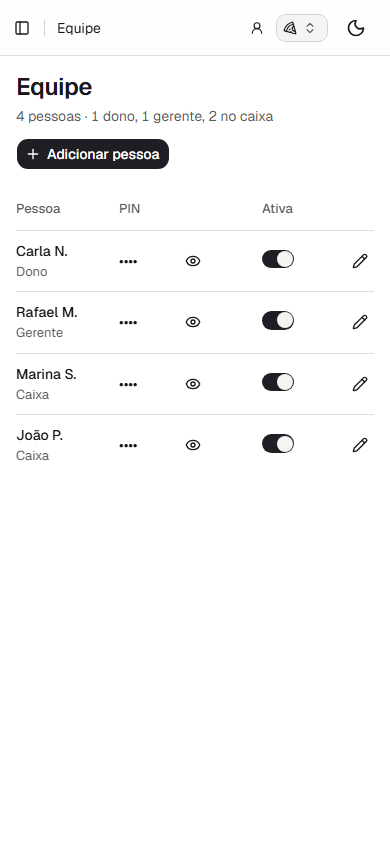 Equipe
Equipe
4 pessoas · 1 dono, 1 gerente, 2 no caixa
Adicionar pessoa
Pessoa PIN Ativa
Carla N.
Dono
••••
Rafael M.
Gerente
••••
Marina S.
Caixa
••••
João P.
Caixa
••••